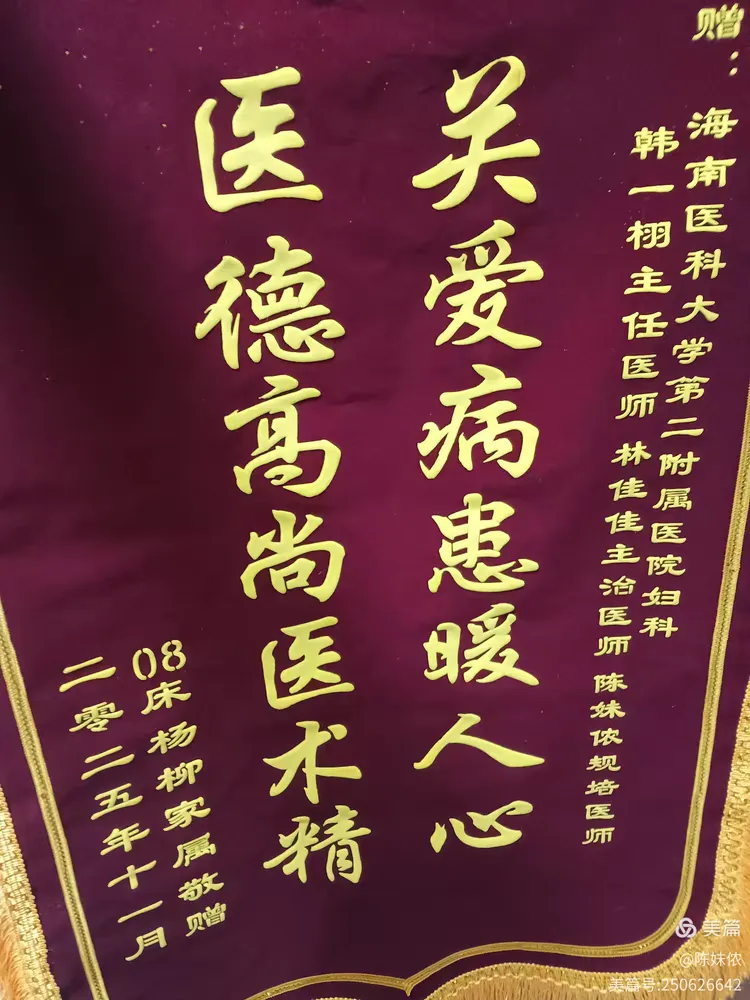 赠：
海南医科大学第二附属医院妇科
韩一栩主任医师 林佳佳主治医师 陈妹侬规培医师
关爱病患暖人心
医德高尚医术精
08床杨柳家属敬赠
二零二五年十一月
美篇
@陈妹侬
美篇号:250626642